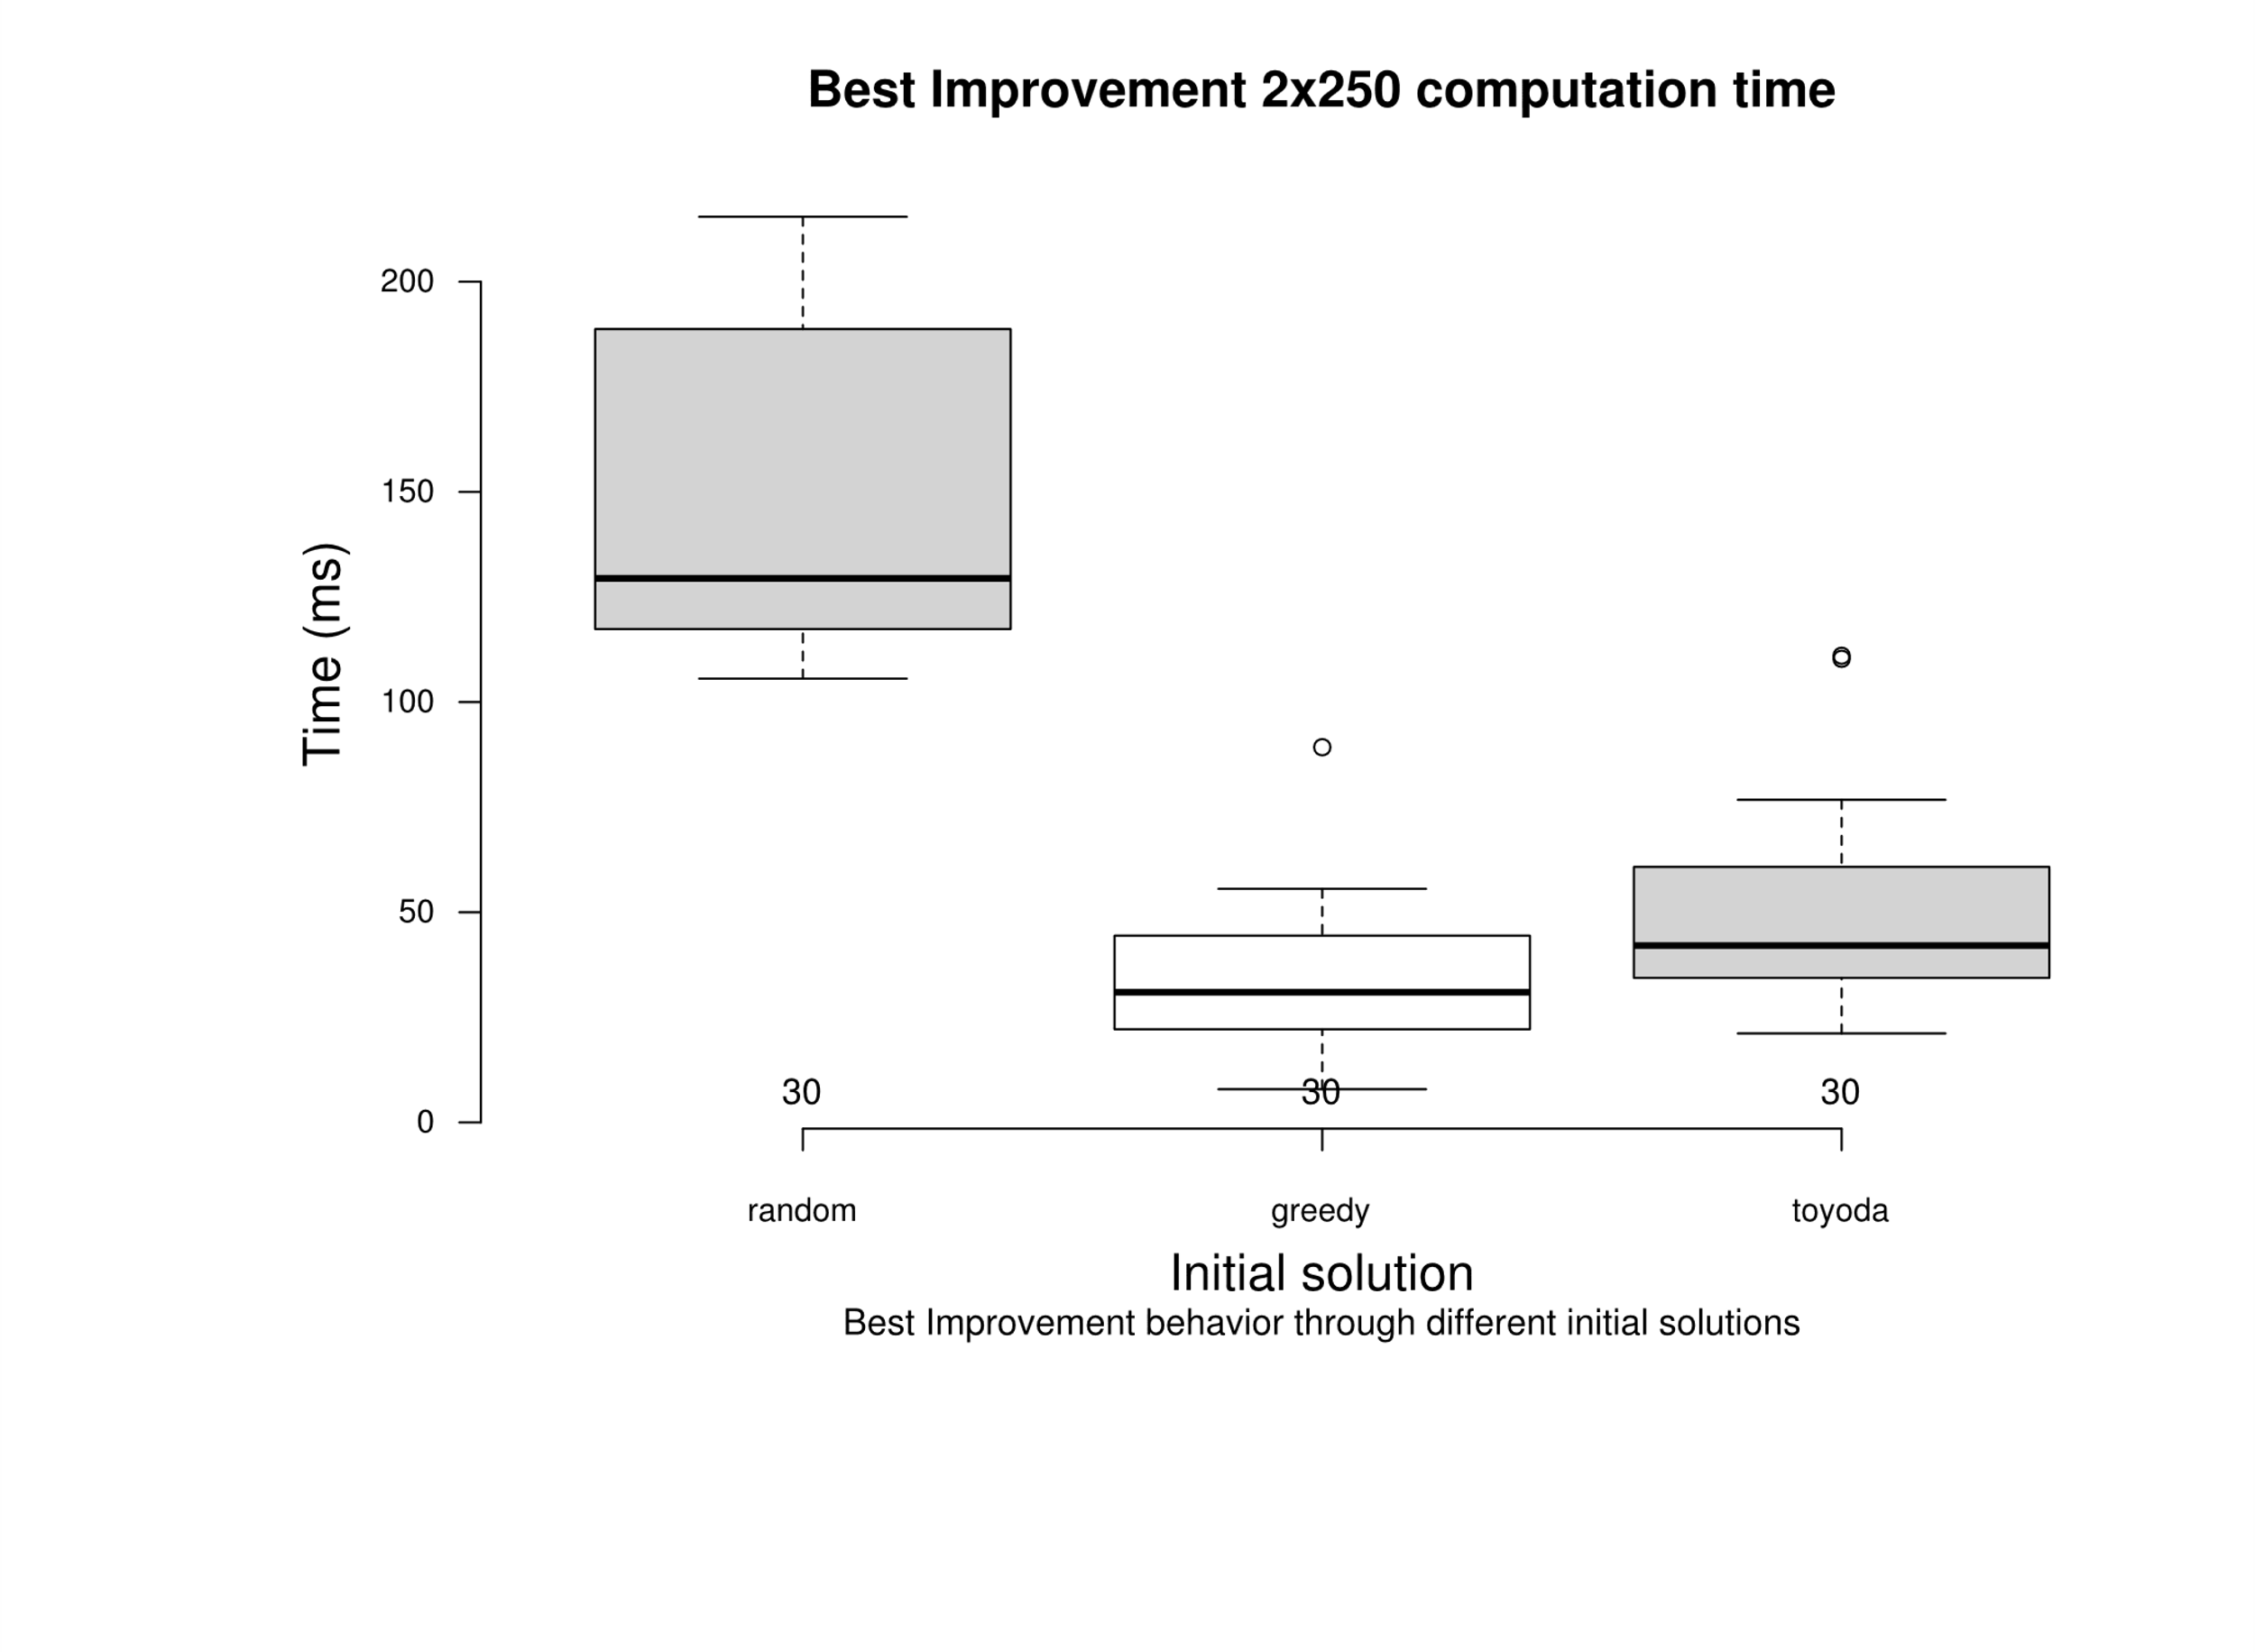 Best Improvement 2x250 computation time
200
150
100
50
0
Time (ms)
30 30 30
random greedy toyoda
Initial solution
Best Improvement behavior through different initial solutions